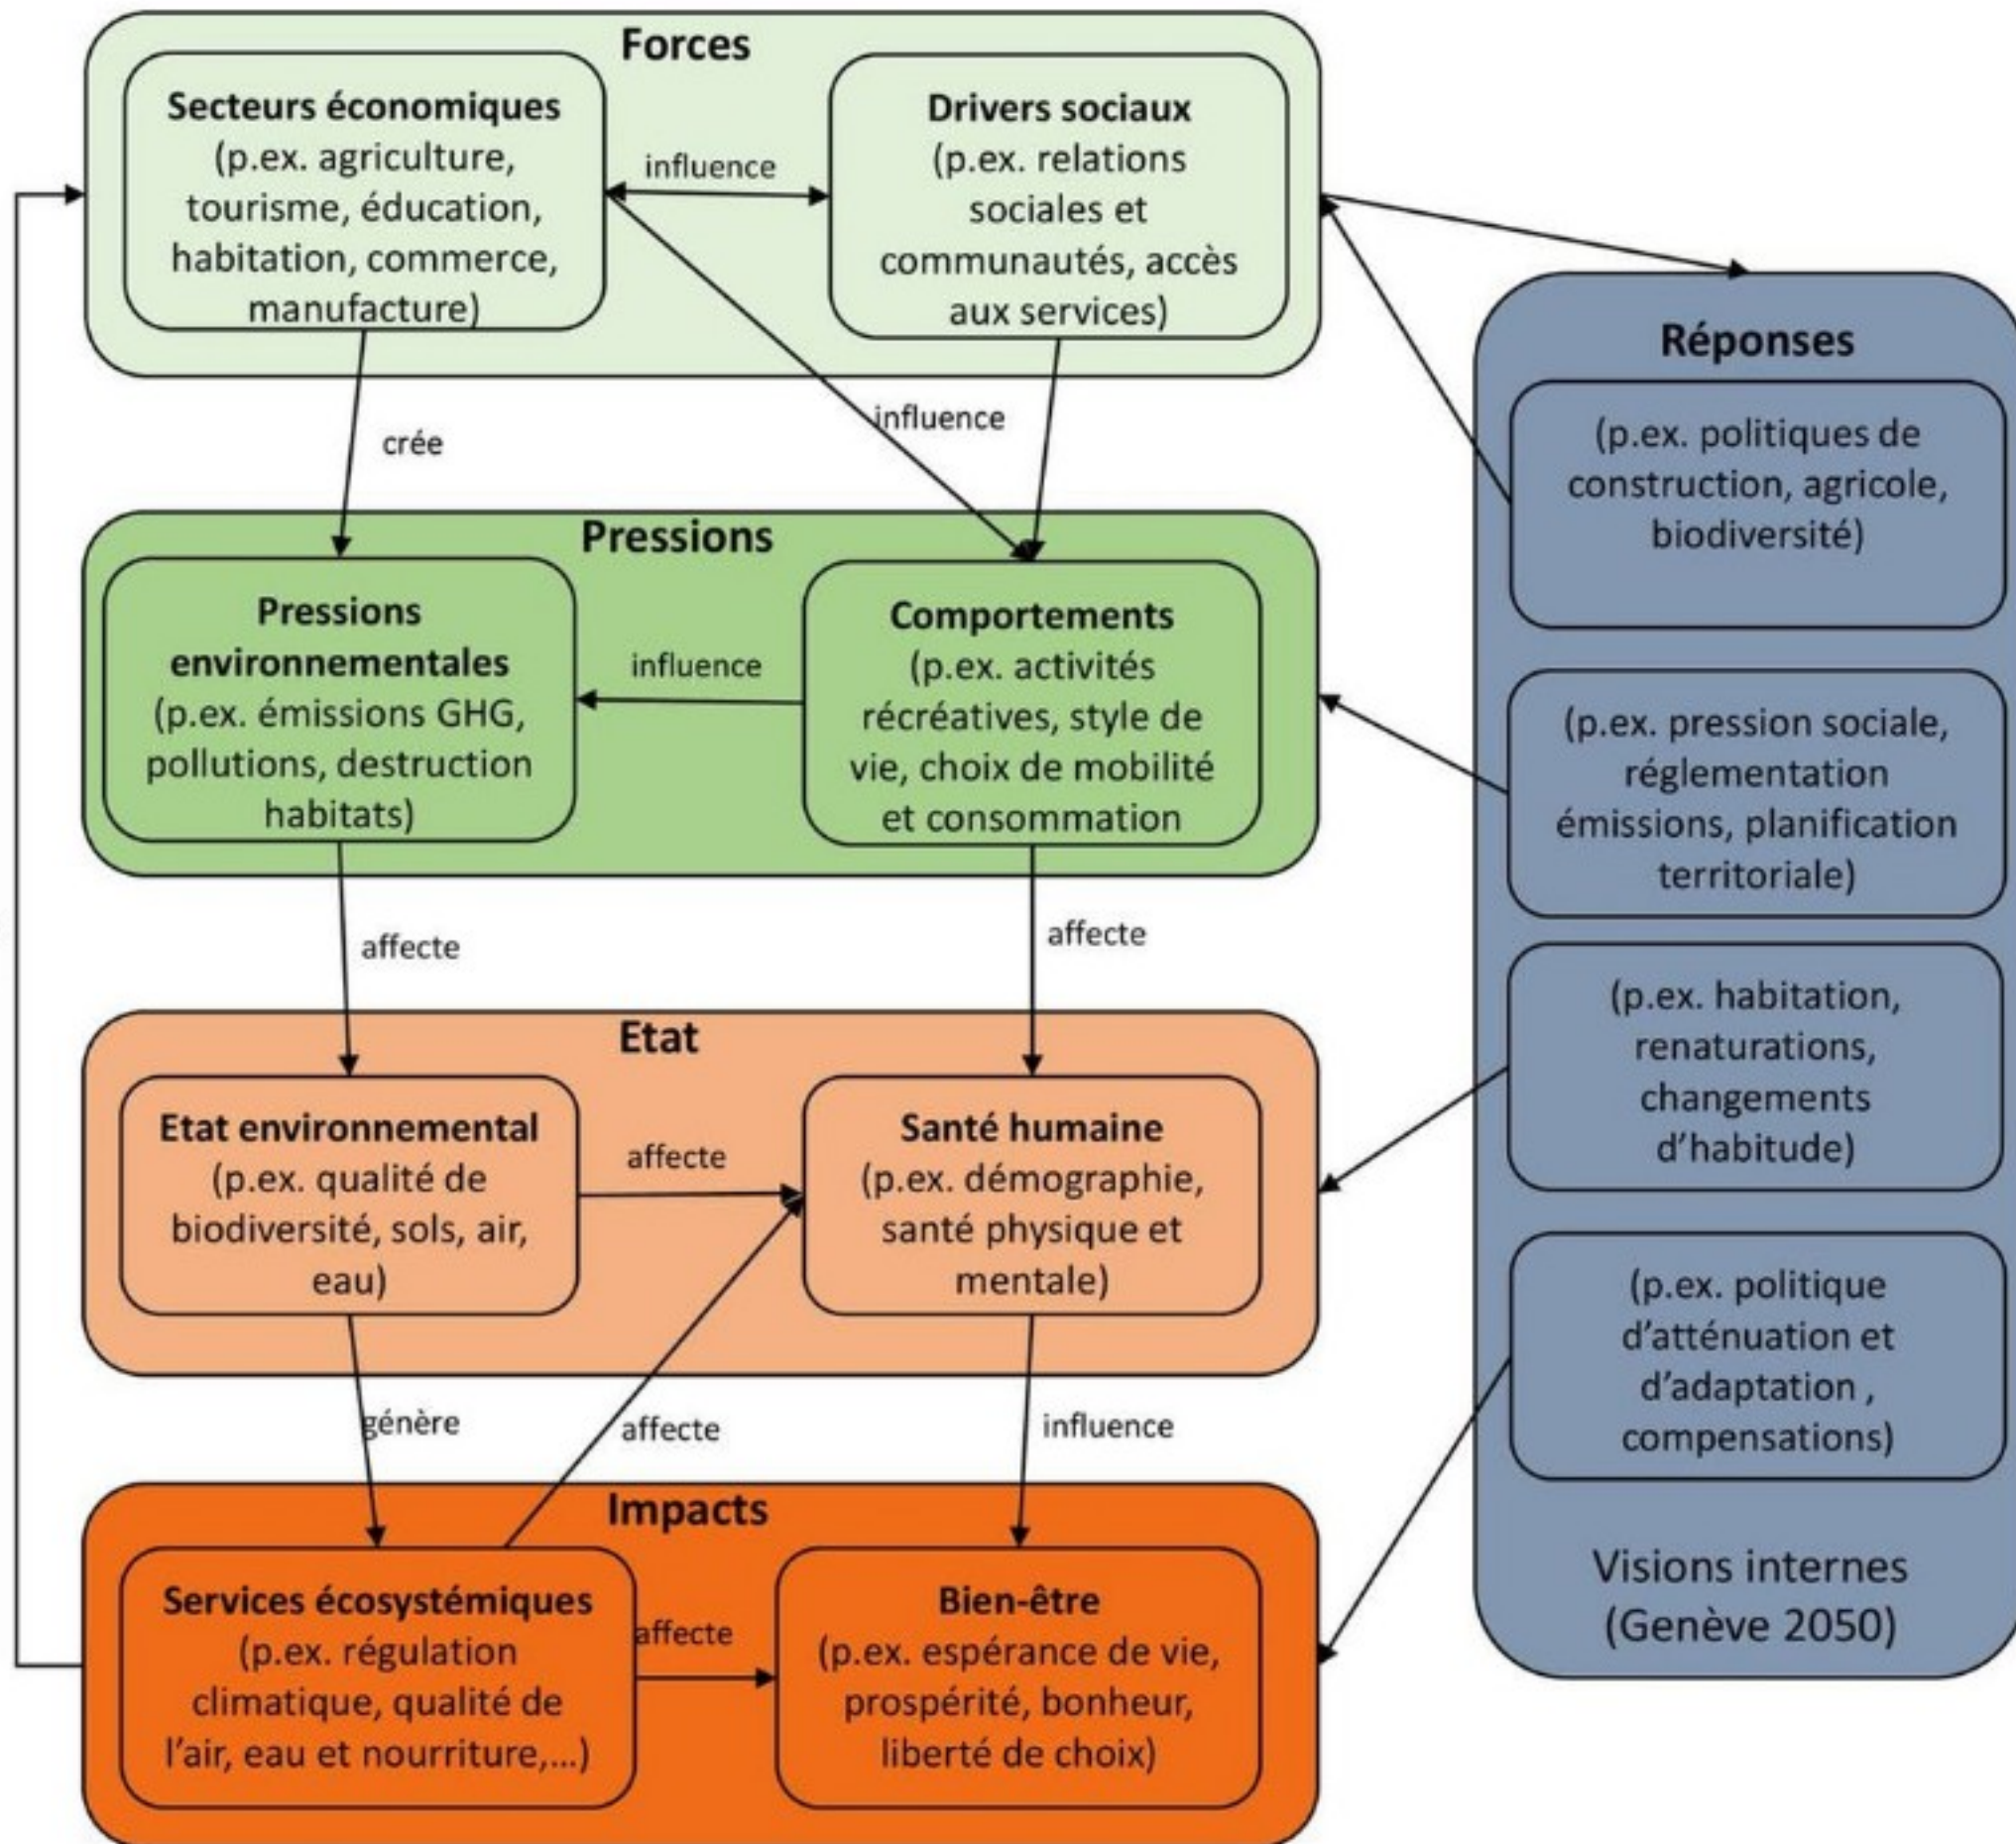 Forces
Secteurs économiques
(p.ex. agriculture,
tourisme, éducation,
habitation, commerce,
manufacture)
influence
Drivers sociaux
(p.ex. relations
sociales et
communautés, accès
aux services)
crée
influence
Pressions
Pressions
environnementales
(p.ex. émissions GHG,
pollutions, destruction
habitats)
influence
Comportements
(p.ex. activités
récréatives, style de
vie, choix de mobilité
et consommation
affecte
affecte
Etat
Etat environnemental
(p.ex. qualité de
biodiversité, sols, air,
eau)
affecte
Santé humaine
(p.ex. démographie,
santé physique et
mentale)
génère
affecte
influence
Impacts
Services écosystémiques
(p.ex. régulation
climatique, qualité de
l'air, eau et nourriture,...)
affecte
Bien-être
(p.ex. espérance de vie,
prospérité, bonheur,
liberté de choix)
Réponses
(p.ex. politiques de
construction, agricole,
biodiversité)
(p.ex. pression sociale,
réglementation
émissions, planification
territoriale)
(p.ex. habitation,
renaturations,
changements
d'habitude)
(p.ex. politique
d'atténuation et
d'adaptation ,
compensations)
Visions internes
(Genève 2050)